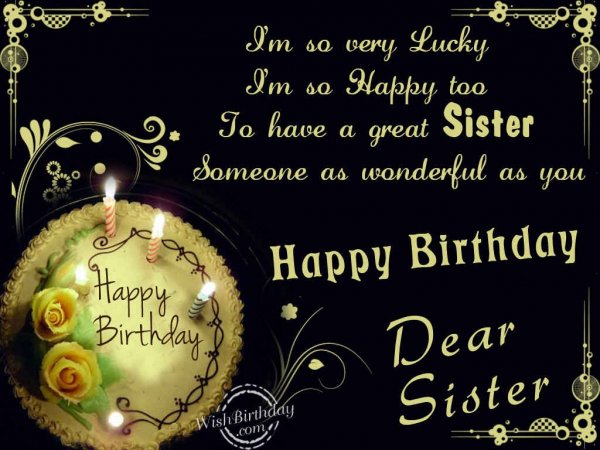 I'm so very Lucky
I'm so Happy too
To have a great Sister
Someone as wonderful as you
Happy Birthday
Dear
Sister
Happy
Birthday
WishBirthday
.com